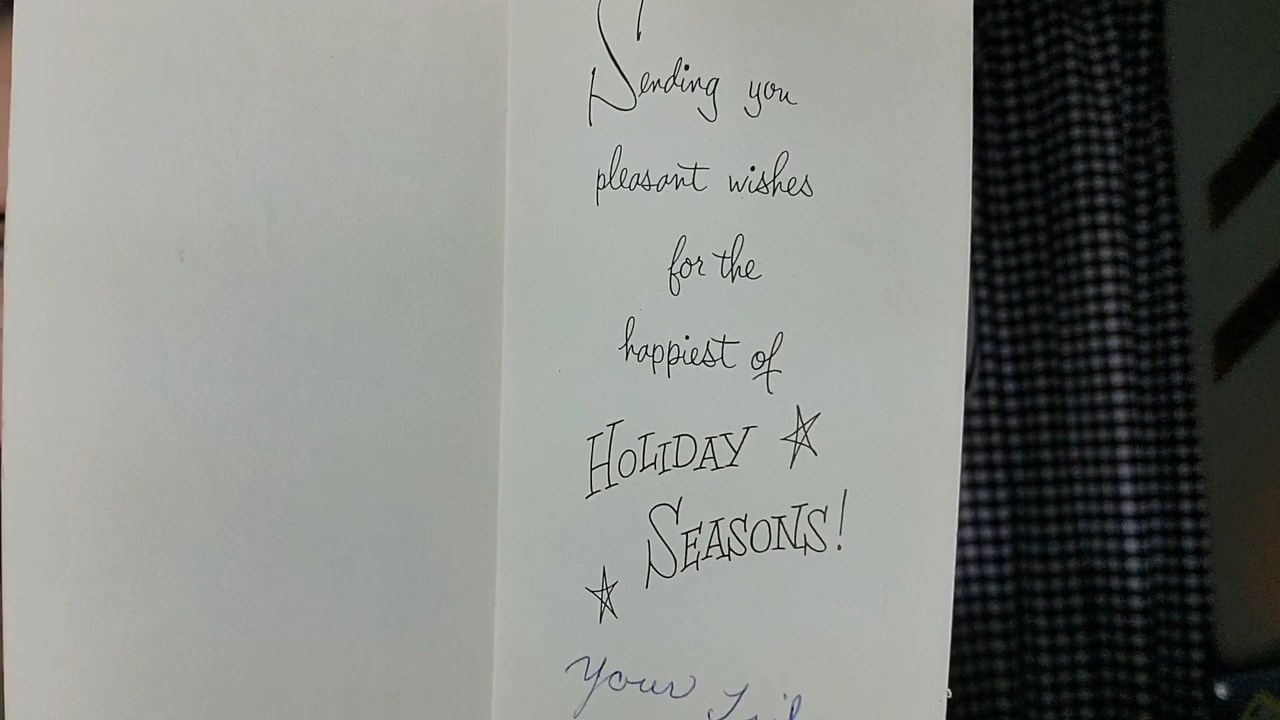 Sending you
pleasant wishes
for the
happiest of
HOLIDAY
SEASONS!
Your